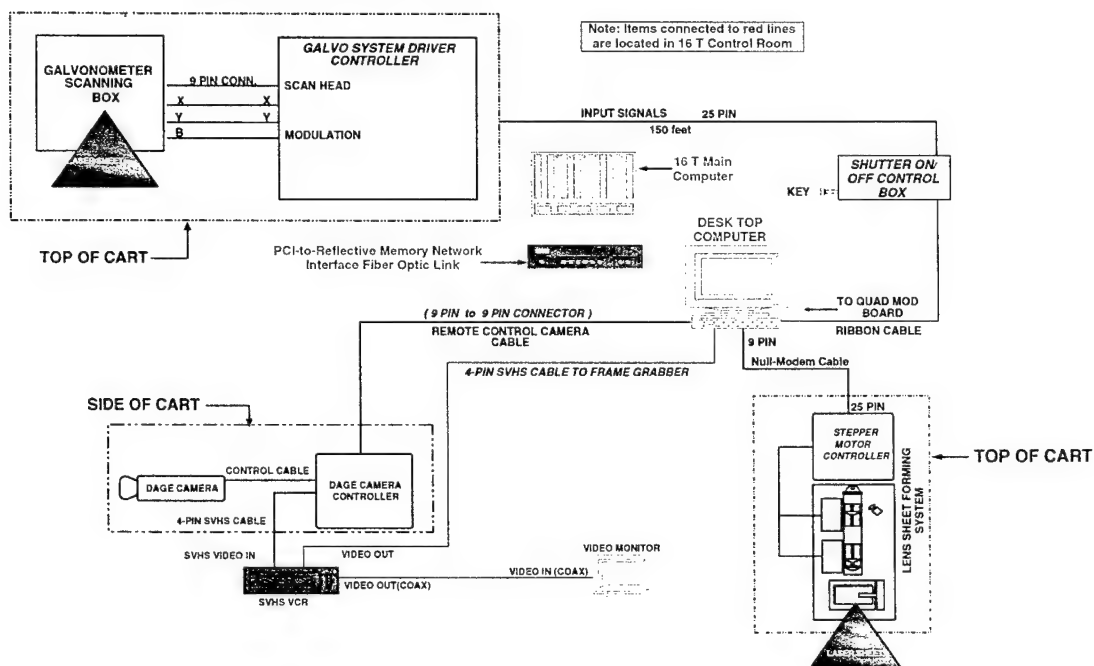 Note: Items connected to red lines
are located in 16 T Control Room
GALVONOMETER
SCANNING
BOX
LASER SHEET
9 PIN CONN.
X
X
Y
Y
B
GALVO SYSTEM DRIVER
CONTROLLER
SCAN HEAD
MODULATION
INPUT SIGNALS 25 PIN
150 feet
16 T Main
Computer
SHUTTER ON/
OFF CONTROL
BOX
KEY
TOP OF CART
DESK TOP
COMPUTER
PCI-to-Reflective Memory Network
Interface Fiber Optic Link
TO QUAD MOD
BOARD
RIBBON CABLE
( 9 PIN to 9 PIN CONNECTOR )
REMOTE CONTROL CAMERA
CABLE
9 PIN
Null-Modem Cable
4-PIN SVHS CABLE TO FRAME GRABBER
SIDE OF CART
25 PIN
STEPPER
MOTOR
CONTROLLER
TOP OF CART
LENS SHEET FORMING
SYSTEM
CONTROL CABLE
DAGE CAMERA
DAGE CAMERA
CONTROLLER
4-PIN SVHS CABLE
SVHS VIDEO IN
VIDEO OUT
VIDEO MONITOR
VIDEO IN (COAX)
VIDEO OUT(COAX)
SVHS VCR
LASER SHEET